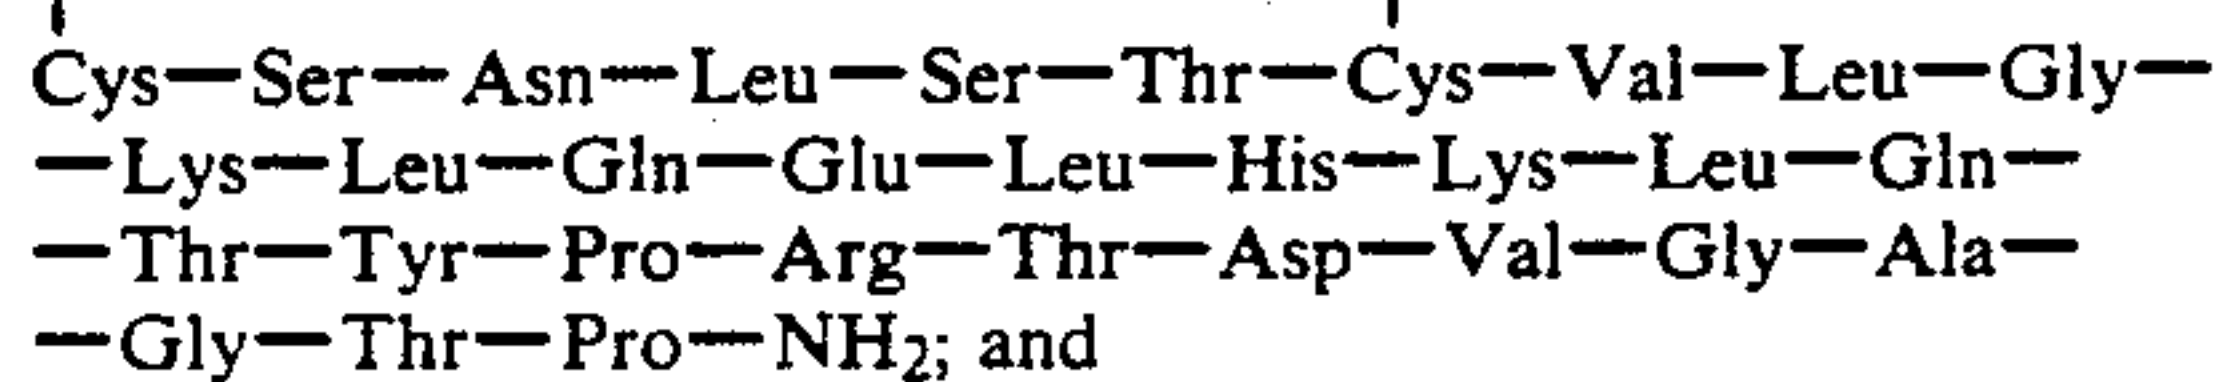 Cys—Ser—Asn—Leu—Ser—Thr—Cys—Val—Leu—Gly—
—Lys—Leu—Gln—Glu—Leu—His—Lys—Leu—Gln—
—Thr—Tyr—Pro—Arg—Thr—Asp—Val—Gly—Ala—
—Gly—Thr—Pro—NH₂; and